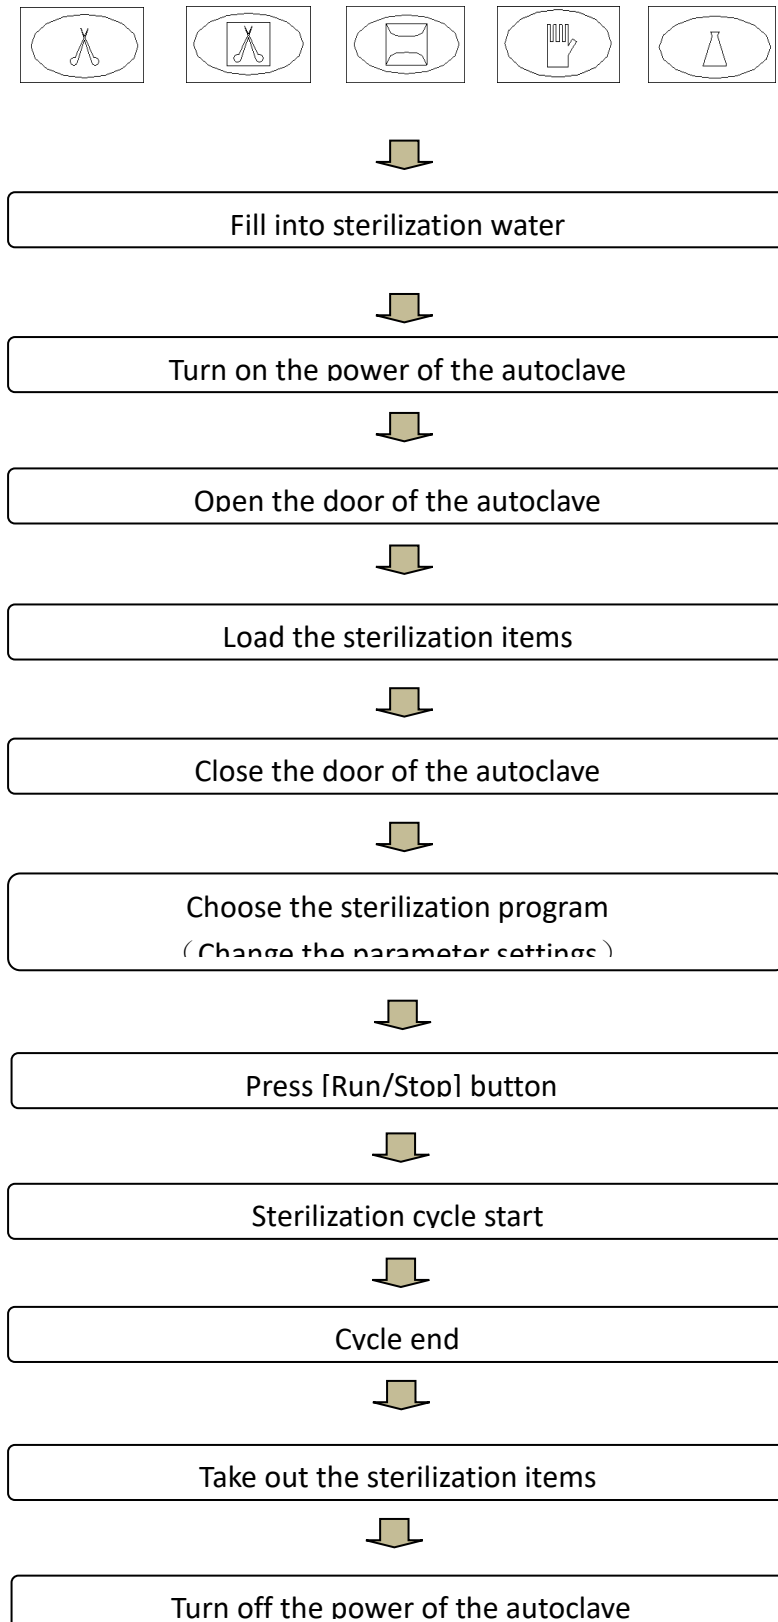 Fill into sterilization water
Turn on the power of the autoclave
Open the door of the autoclave
Load the sterilization items
Close the door of the autoclave
Choose the sterilization program
（Change the parameter settings）
Press [Run/Stop] button
Sterilization cycle start
Cycle end
Take out the sterilization items
Turn off the power of the autoclave